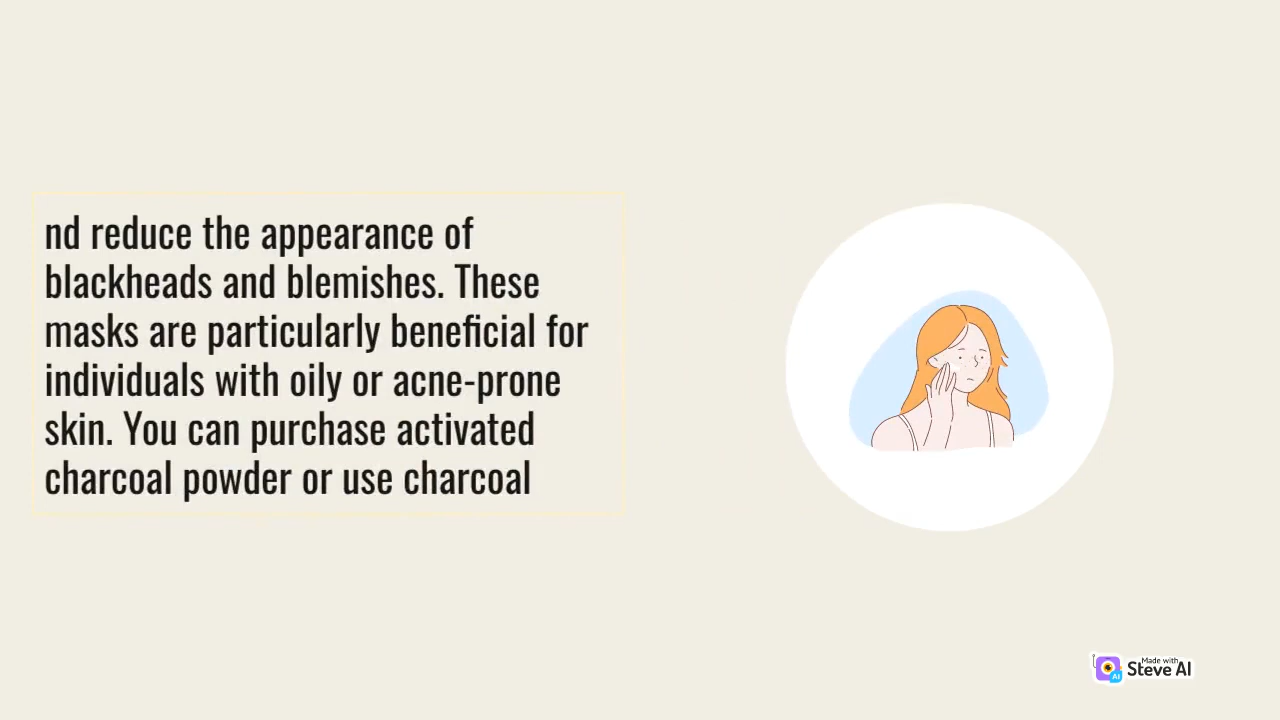 nd reduce the appearance of
blackheads and blemishes. These
masks are particularly beneficial for
individuals with oily or acne-prone
skin. You can purchase activated
charcoal powder or use charcoal
Made with
Steve AI
AI